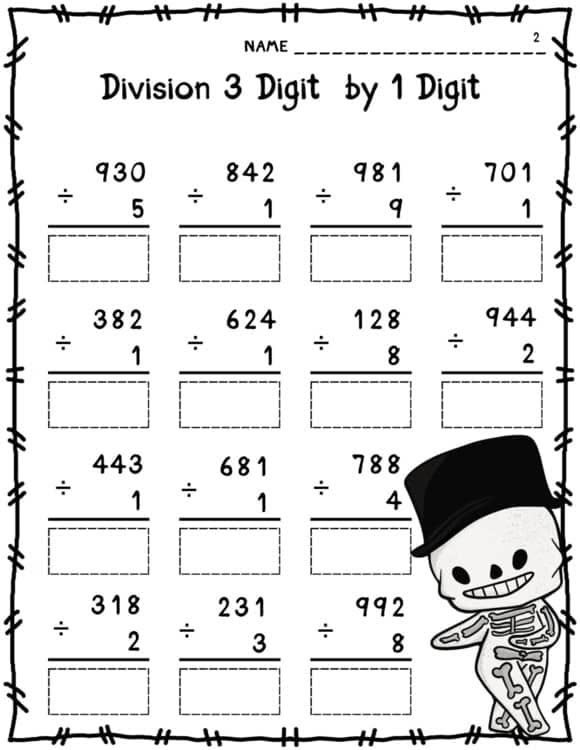 2
NAME
Division 3 Digit by 1 Digit
930 842 981 701
÷ 5 ÷ 1 ÷ 9 ÷ 1
382 624 128 944
÷ 1 ÷ 1 ÷ 8 ÷ 2
443 681 788
÷ 1 ÷ 1 ÷ 4
318 231 992
÷ 2 ÷ 3 ÷ 8